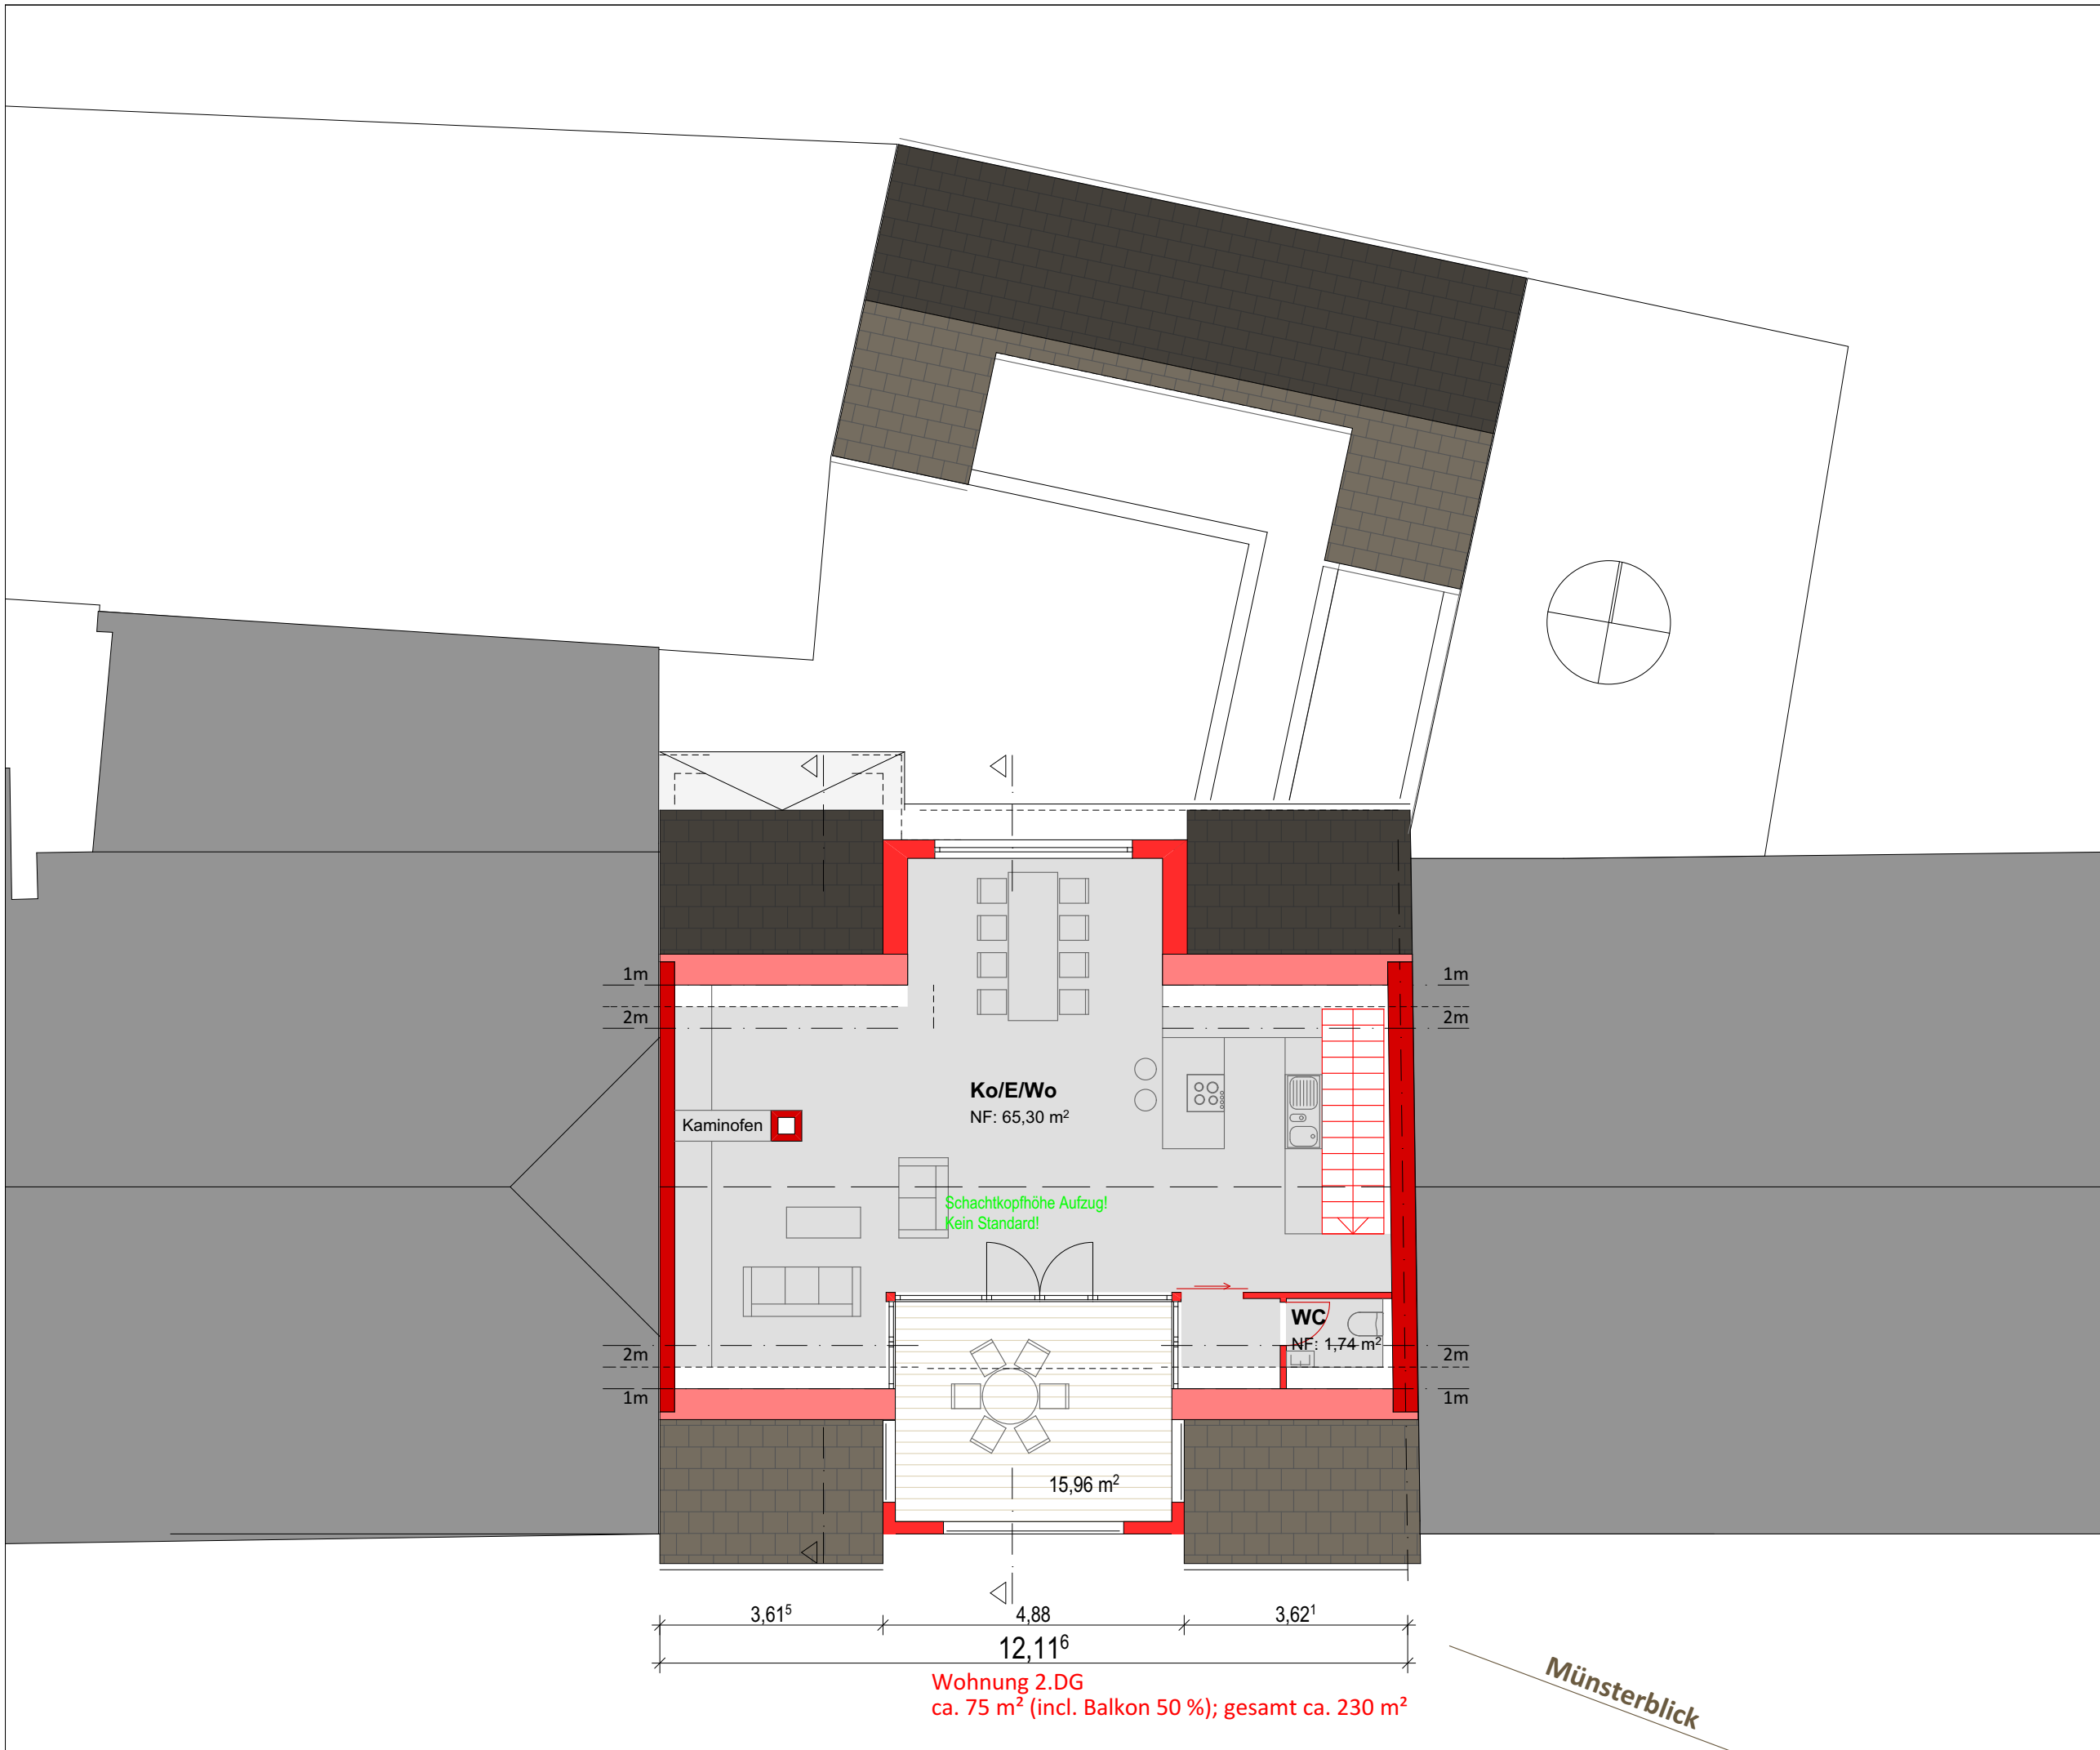 1m
1m
2m
2m
Ko/E/Wo
NF: 65,30 m²
Kaminofen
Schachtkopfhöhe Aufzug!
Kein Standard!
WC
NF: 1,74 m²
2m
2m
1m
1m
15,96 m²
3,61⁵
4,88
3,62¹
12,11⁶
Wohnung 2.DG
ca. 75 m² (incl. Balkon 50 %); gesamt ca. 230 m²
Münsterblick